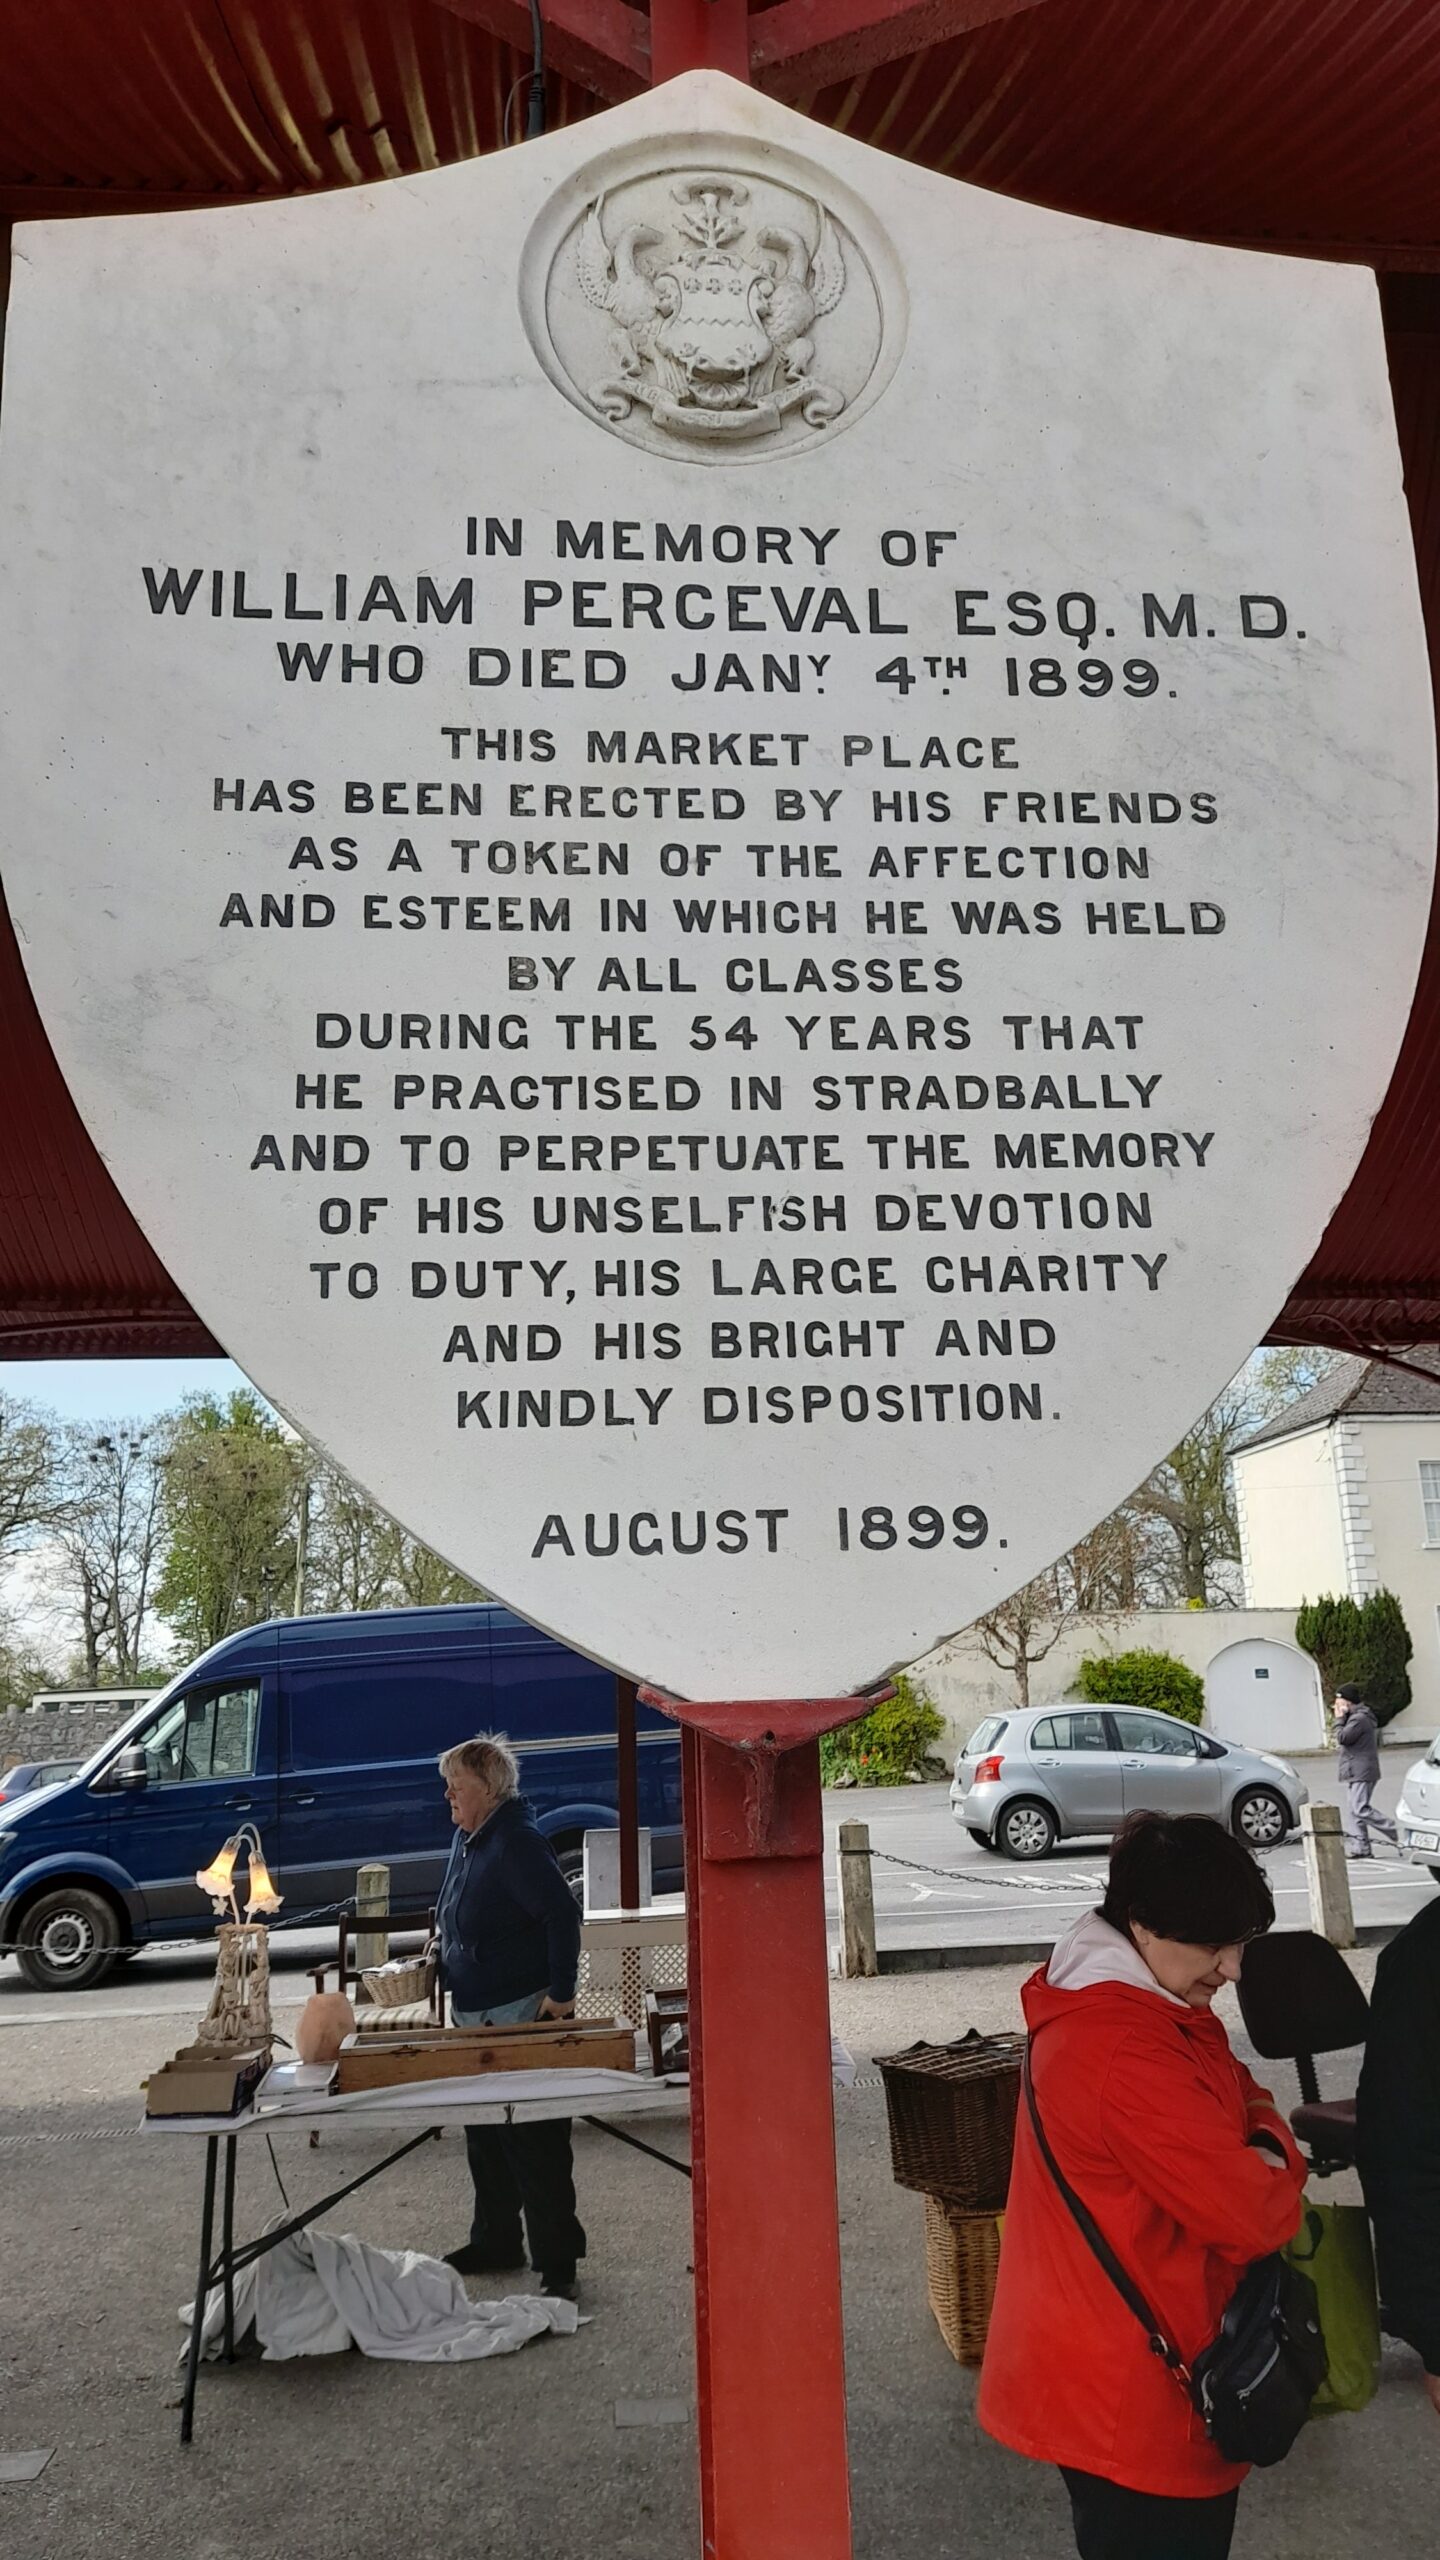 IN MEMORY OF
WILLIAM PERCEVAL ESQ. M. D.
WHO DIED JANY. 4TH. 1899.
THIS MARKET PLACE
HAS BEEN ERECTED BY HIS FRIENDS
AS A TOKEN OF THE AFFECTION
AND ESTEEM IN WHICH HE WAS HELD
BY ALL CLASSES
DURING THE 54 YEARS THAT
HE PRACTISED IN STRADBALLY
AND TO PERPETUATE THE MEMORY
OF HIS UNSELFISH DEVOTION
TO DUTY, HIS LARGE CHARITY
AND HIS BRIGHT AND
KINDLY DISPOSITION.
AUGUST 1899.